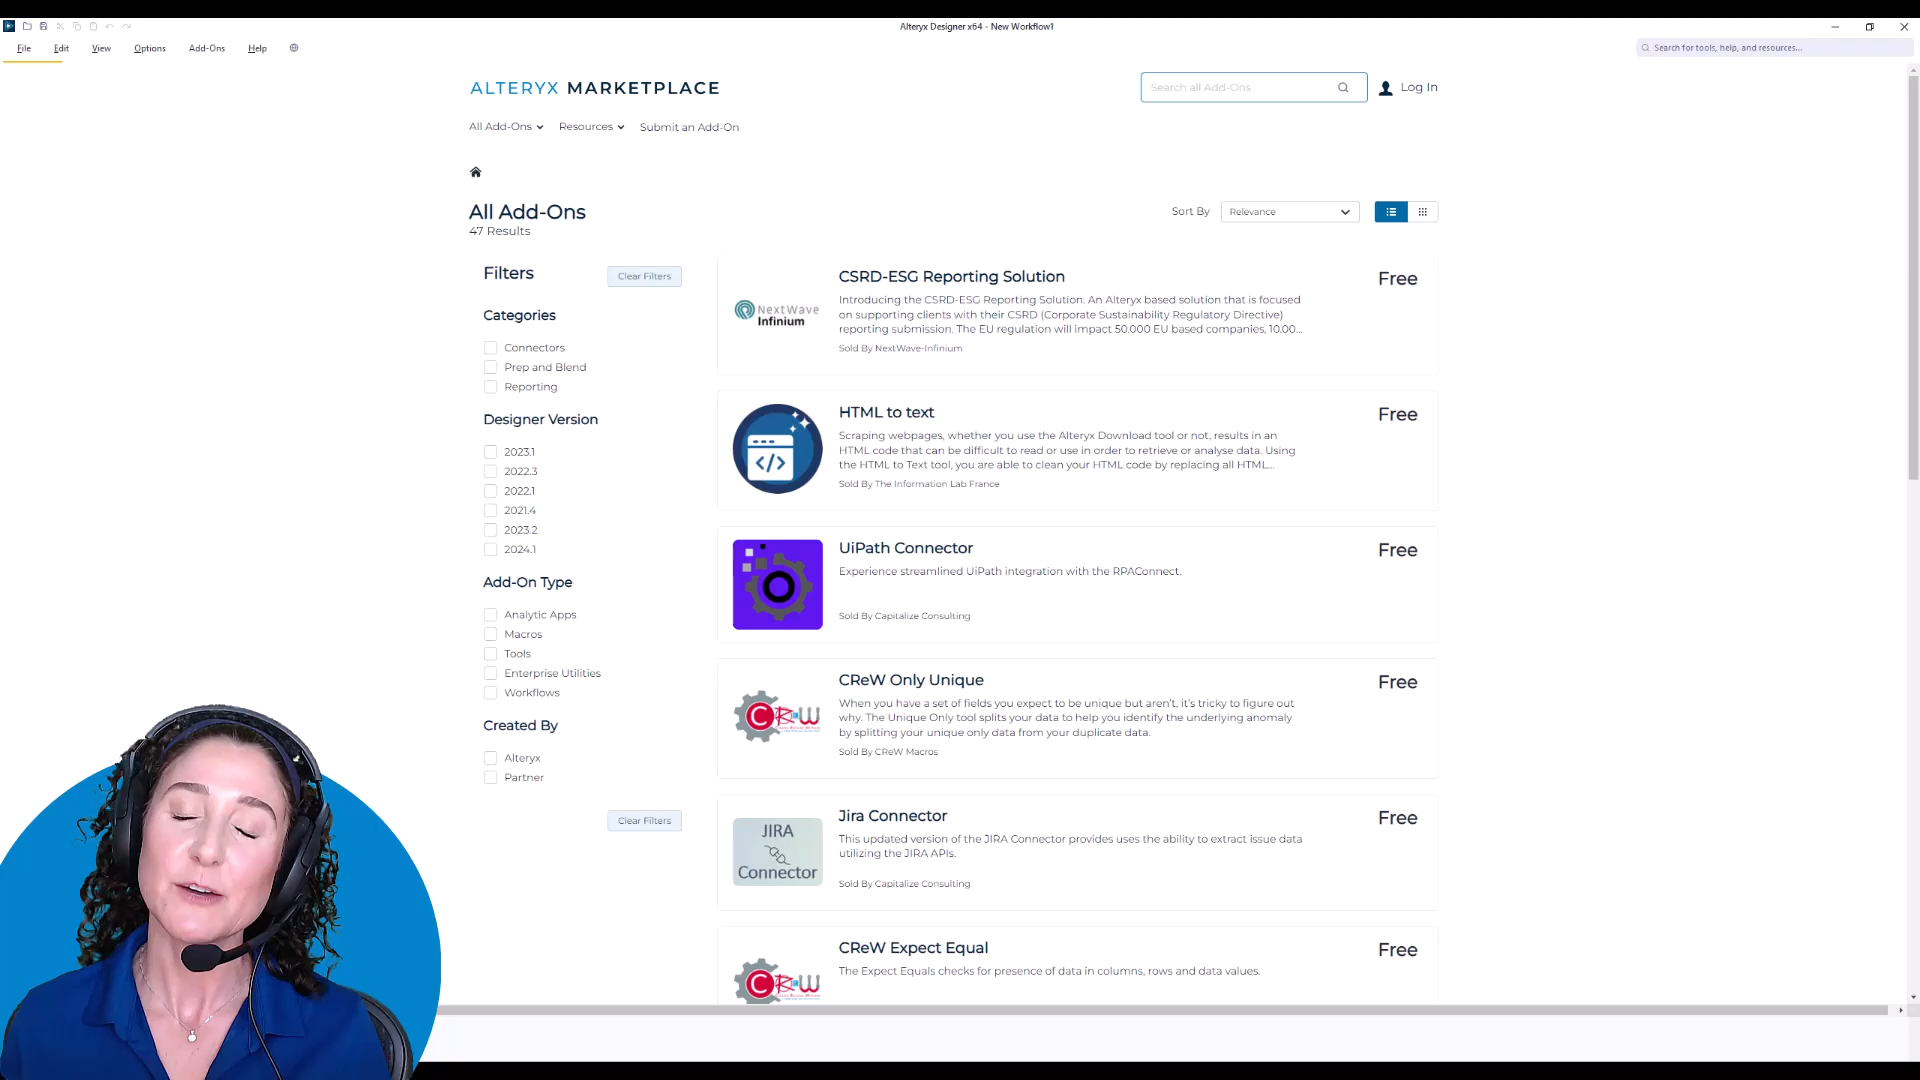 Alteryx Designer x64 - New Workflow1
File Edit View Options Add-Ons Help
Search for tools, help, and resources...
ALTERYX MARKETPLACE
Search all Add-Ons
Log In
All Add-Ons Resources Submit an Add-On
All Add-Ons
47 Results
Sort By Relevance
Filters
Clear Filters
Categories
Connectors
Prep and Blend
Reporting
Designer Version
2023.1
2022.3
2022.1
2021.4
2023.2
2024.1
Add-On Type
Analytic Apps
Macros
Tools
Enterprise Utilities
Workflows
Created By
Alteryx
Partner
Clear Filters
NextWave
Infinium
CSRD-ESG Reporting Solution
Free
Introducing the CSRD-ESG Reporting Solution. An Alteryx based solution that is focused
on supporting clients with their CSRD (Corporate Sustainability Regulatory Directive)
reporting submission. The EU regulation will impact 50.000 EU based companies, 10.00...
Sold By NextWave-Infinium
HTML to text
Free
Scraping webpages, whether you use the Alteryx Download tool or not, results in an
HTML code that can be difficult to read or use in order to retrieve or analyse data. Using
the HTML to Text tool, you are able to clean your HTML code by replacing all HTML...
Sold By The Information Lab France
UiPath Connector
Free
Experience streamlined UiPath integration with the RPAConnect.
Sold By Capitalize Consulting
CReW
CReW Only Unique
Free
When you have a set of fields you expect to be unique but aren't, it's tricky to figure out
why. The Unique Only tool splits your data to help you identify the underlying anomaly
by splitting your unique only data from your duplicate data.
Sold By CReW Macros
JIRA
Connector
Jira Connector
Free
This updated version of the JIRA Connector provides uses the ability to extract issue data
utilizing the JIRA APIs.
Sold By Capitalize Consulting
CReW
CReW Expect Equal
Free
The Expect Equals checks for presence of data in columns, rows and data values.